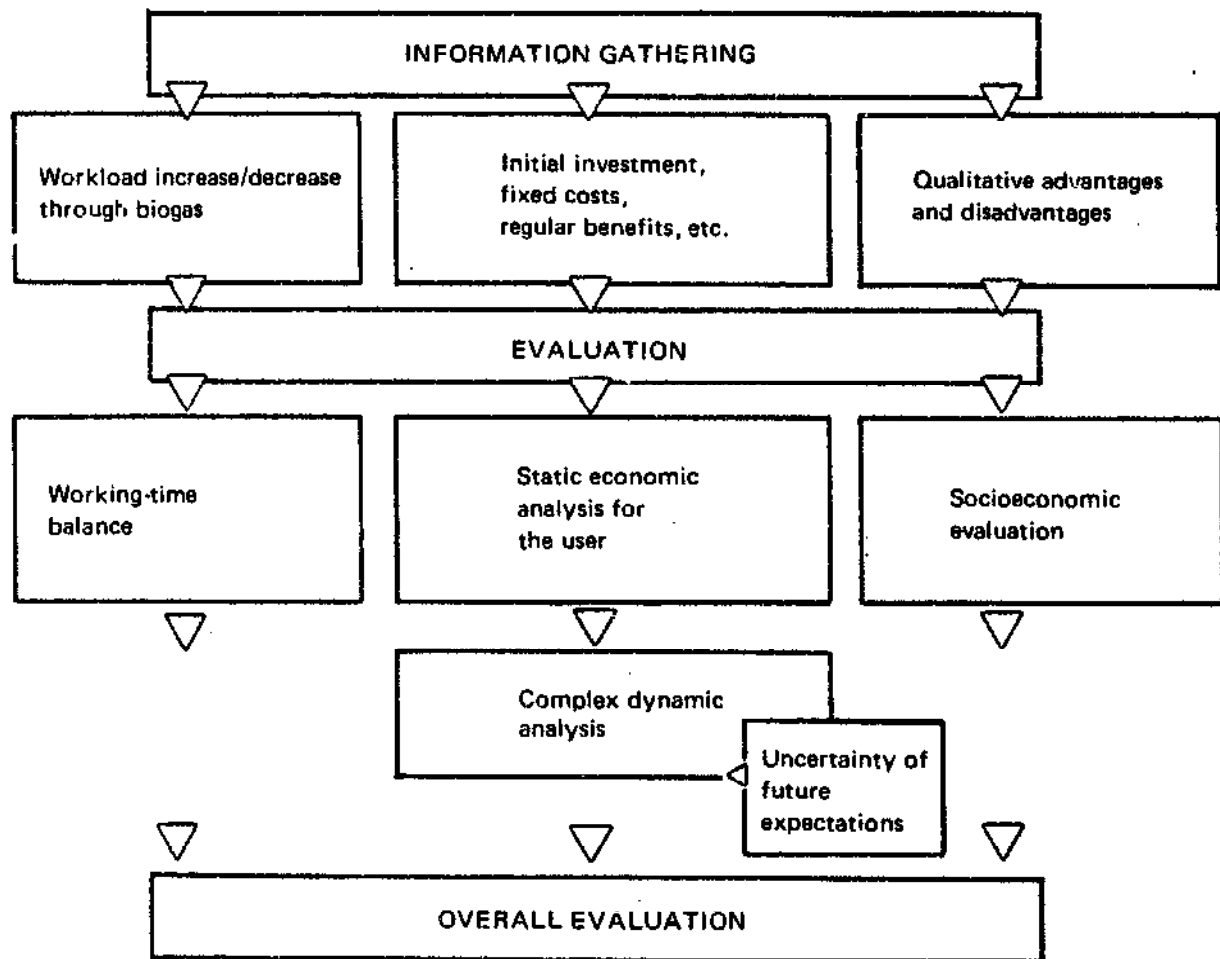 INFORMATION GATHERING
Workload increase/decrease
through biogas
Initial investment,
fixed costs,
regular benefits, etc.
Qualitative advantages
and disadvantages
EVALUATION
Working-time
balance
Static economic
analysis for
the user
Socioeconomic
evaluation
Complex dynamic
analysis
Uncertainty of
future
expectations
OVERALL EVALUATION